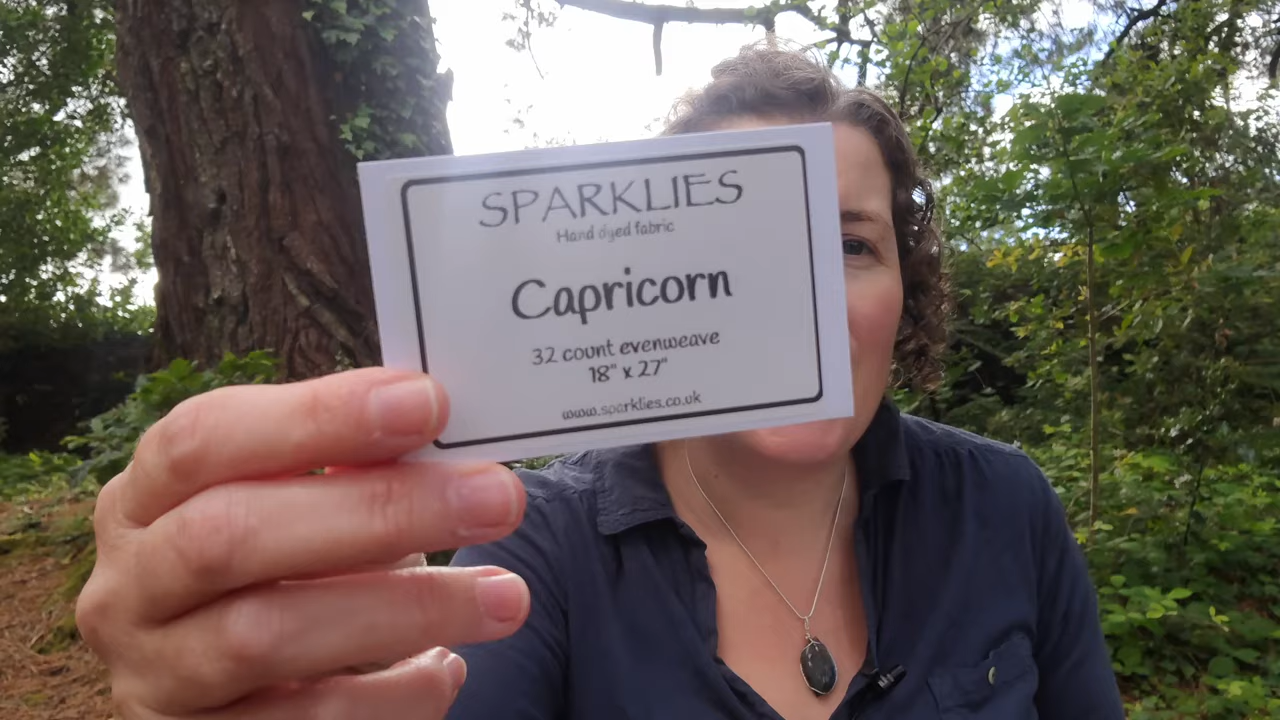 SPARKLIES
Hand dyed fabric
Capricorn
32 count evenweave
18" x 27"
www.sparklies.co.uk